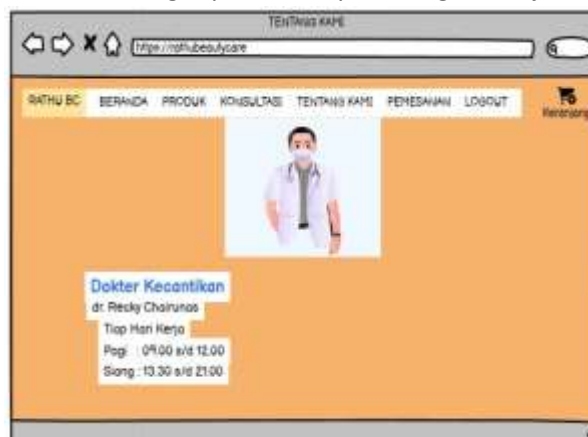 TENTANG KAMI
https://rathubeautycare
RATHU BC BERANDA PRODUK KONSULTASI TENTANG KAMI PEMESANAN LOGOUT
Keranjang
Dokter Kecantikan
dr. Recky Chairunas
Tiap Hari Kerja
Pagi : 09.00 s/d 12.00
Siang : 13.30 s/d 21.00